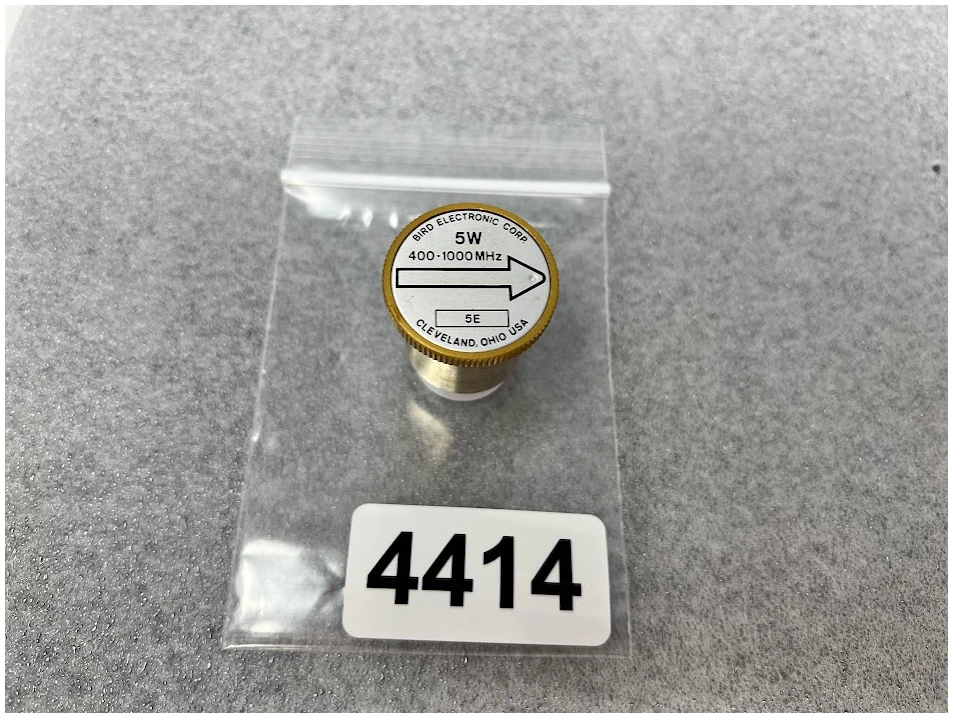 BIRD ELECTRONIC CORP.
5W
400-1000MHz
5E
CLEVELAND, OHIO USA
4414